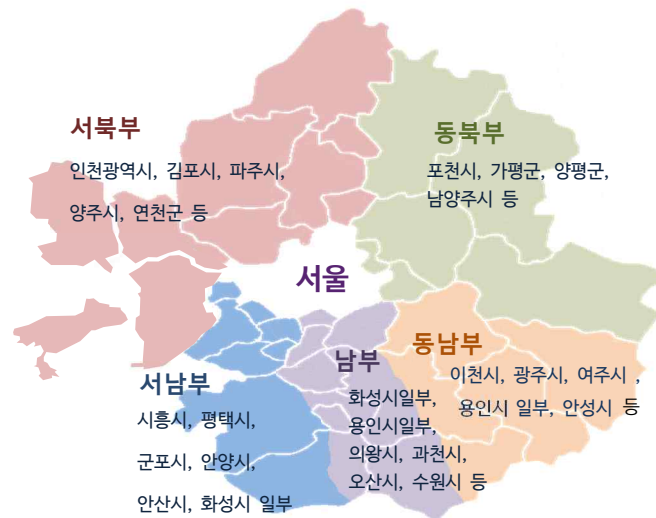 서북부
인천광역시, 김포시, 파주시,
양주시, 연천군 등
동북부
포천시, 가평군, 양평군,
남양주시 등
서울
서남부
시흥시, 평택시,
군포시, 안양시,
안산시, 화성시 일부
남부
화성시일부,
용인시일부,
의왕시, 과천시,
오산시, 수원시 등
동남부
이천시, 광주시, 여주시 ,
용인시 일부, 안성시 등